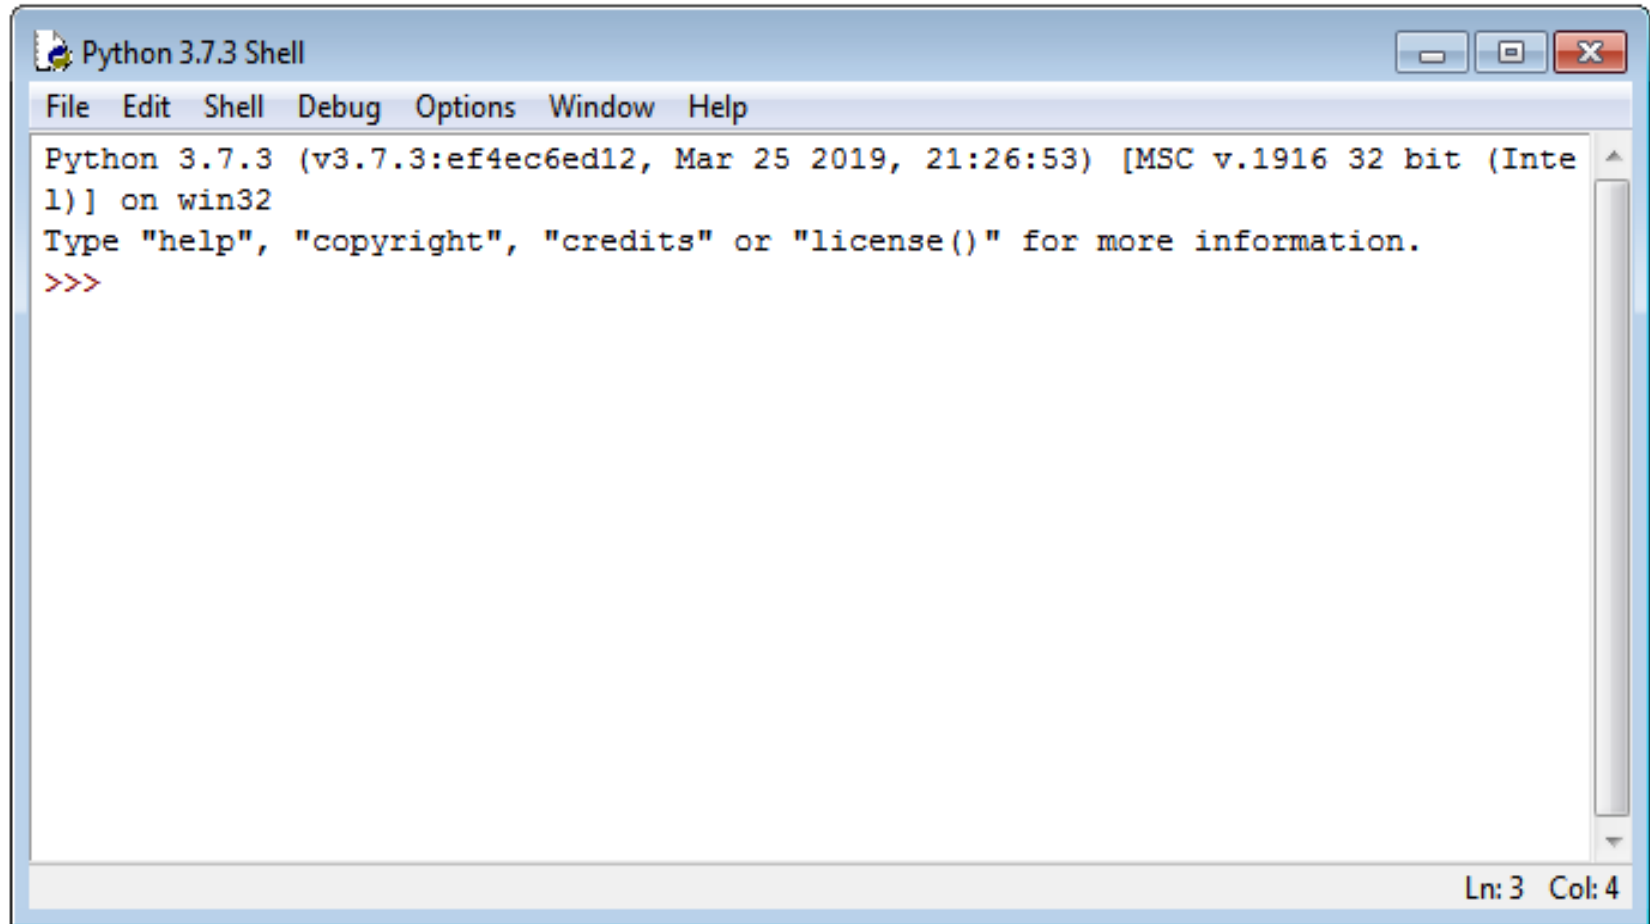 Python 3.7.3 Shell
File Edit Shell Debug Options Window Help
Python 3.7.3 (v3.7.3:ef4ec6ed12, Mar 25 2019, 21:26:53) [MSC v.1916 32 bit (Inte
l)] on win32
Type "help", "copyright", "credits" or "license()" for more information.
>>>
Ln: 3 Col: 4